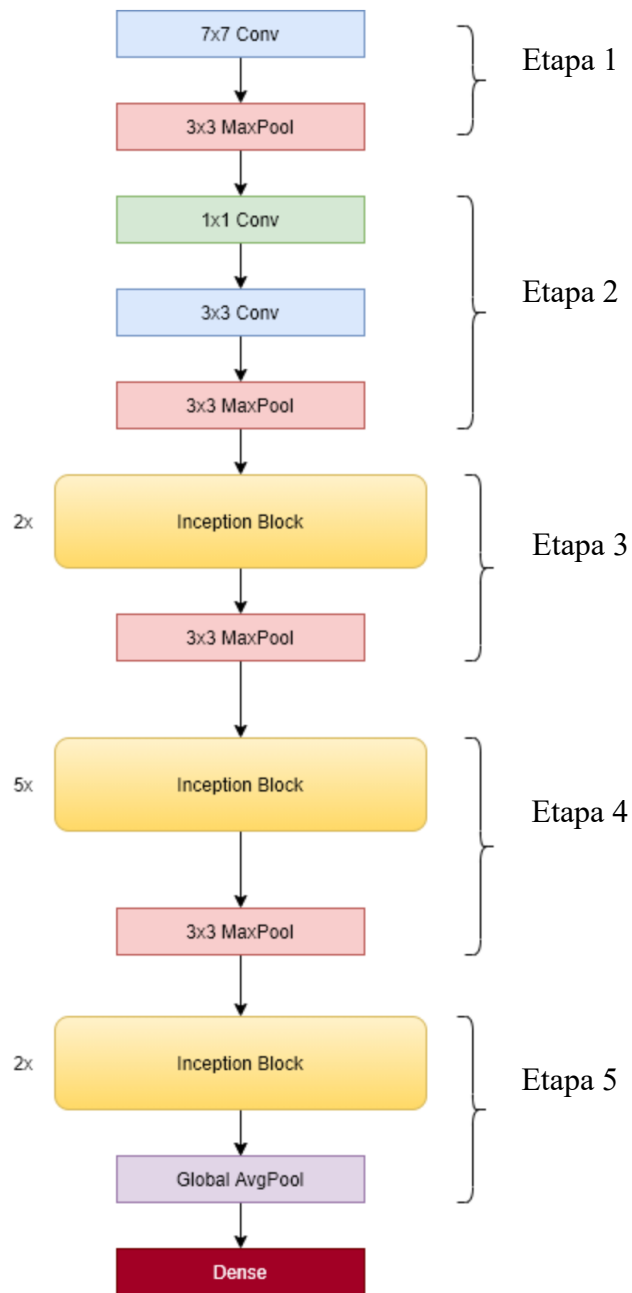 7x7 Conv
Etapa 1
3x3 MaxPool
1x1 Conv
Etapa 2
3x3 Conv
3x3 MaxPool
2x
Inception Block
Etapa 3
3x3 MaxPool
5x
Inception Block
Etapa 4
3x3 MaxPool
2x
Inception Block
Etapa 5
Global AvgPool
Dense